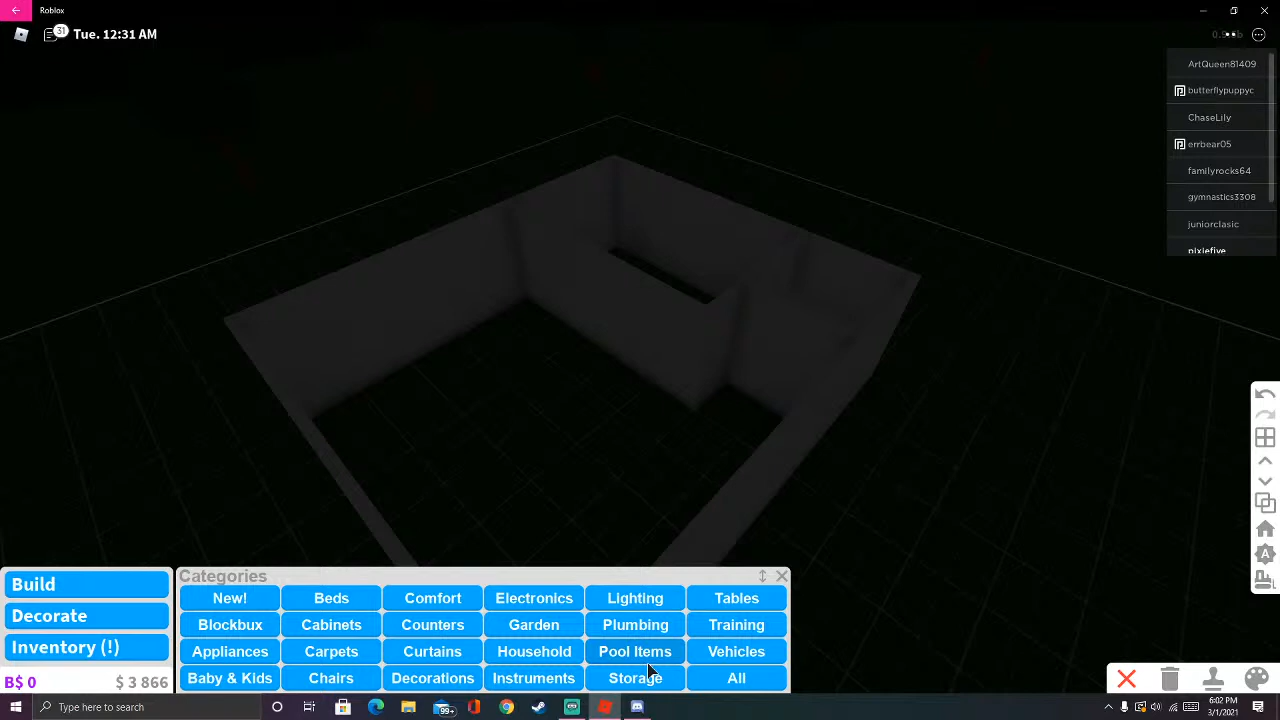 Roblox
31
Tue. 12:31 AM
ArtQueen81409
butterflypuppyc
ChaseLily
errbear05
familyrocks64
gymnastics3308
juniorclasic
pixiefive
Build
Decorate
Inventory (!)
B$ 0
$ 3 866
Categories
New!
Beds
Comfort
Electronics
Lighting
Tables
Blockbux
Cabinets
Counters
Garden
Plumbing
Training
Appliances
Carpets
Curtains
Household
Pool Items
Vehicles
Baby & Kids
Chairs
Decorations
Instruments
Storage
All
Type here to search
99+
6:02 PM
3/1/2021